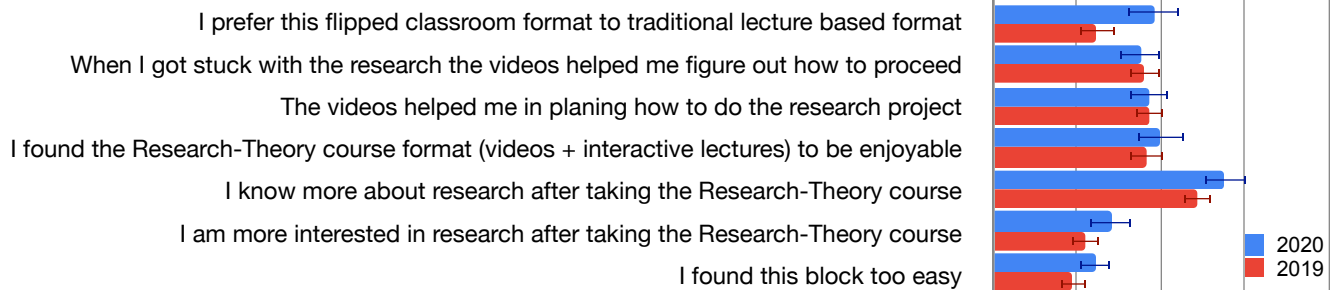 I prefer this flipped classroom format to traditional lecture based format
When I got stuck with the research the videos helped me figure out how to proceed
The videos helped me in planing how to do the research project
I found the Research-Theory course format (videos + interactive lectures) to be enjoyable
I know more about research after taking the Research-Theory course
I am more interested in research after taking the Research-Theory course
I found this block too easy
2020
2019